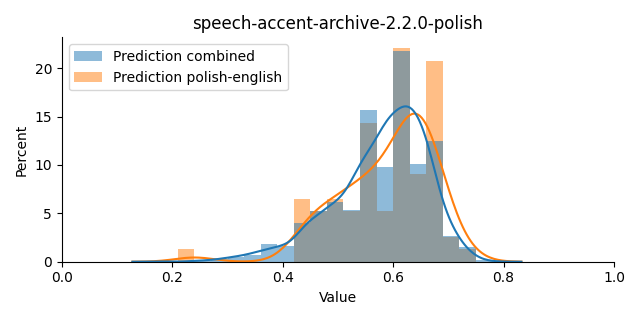 speech-accent-archive-2.2.0-polish
Prediction combined
Prediction polish-english
Percent
20
15
10
5
0
0.0 0.2 0.4 0.6 0.8 1.0
Value